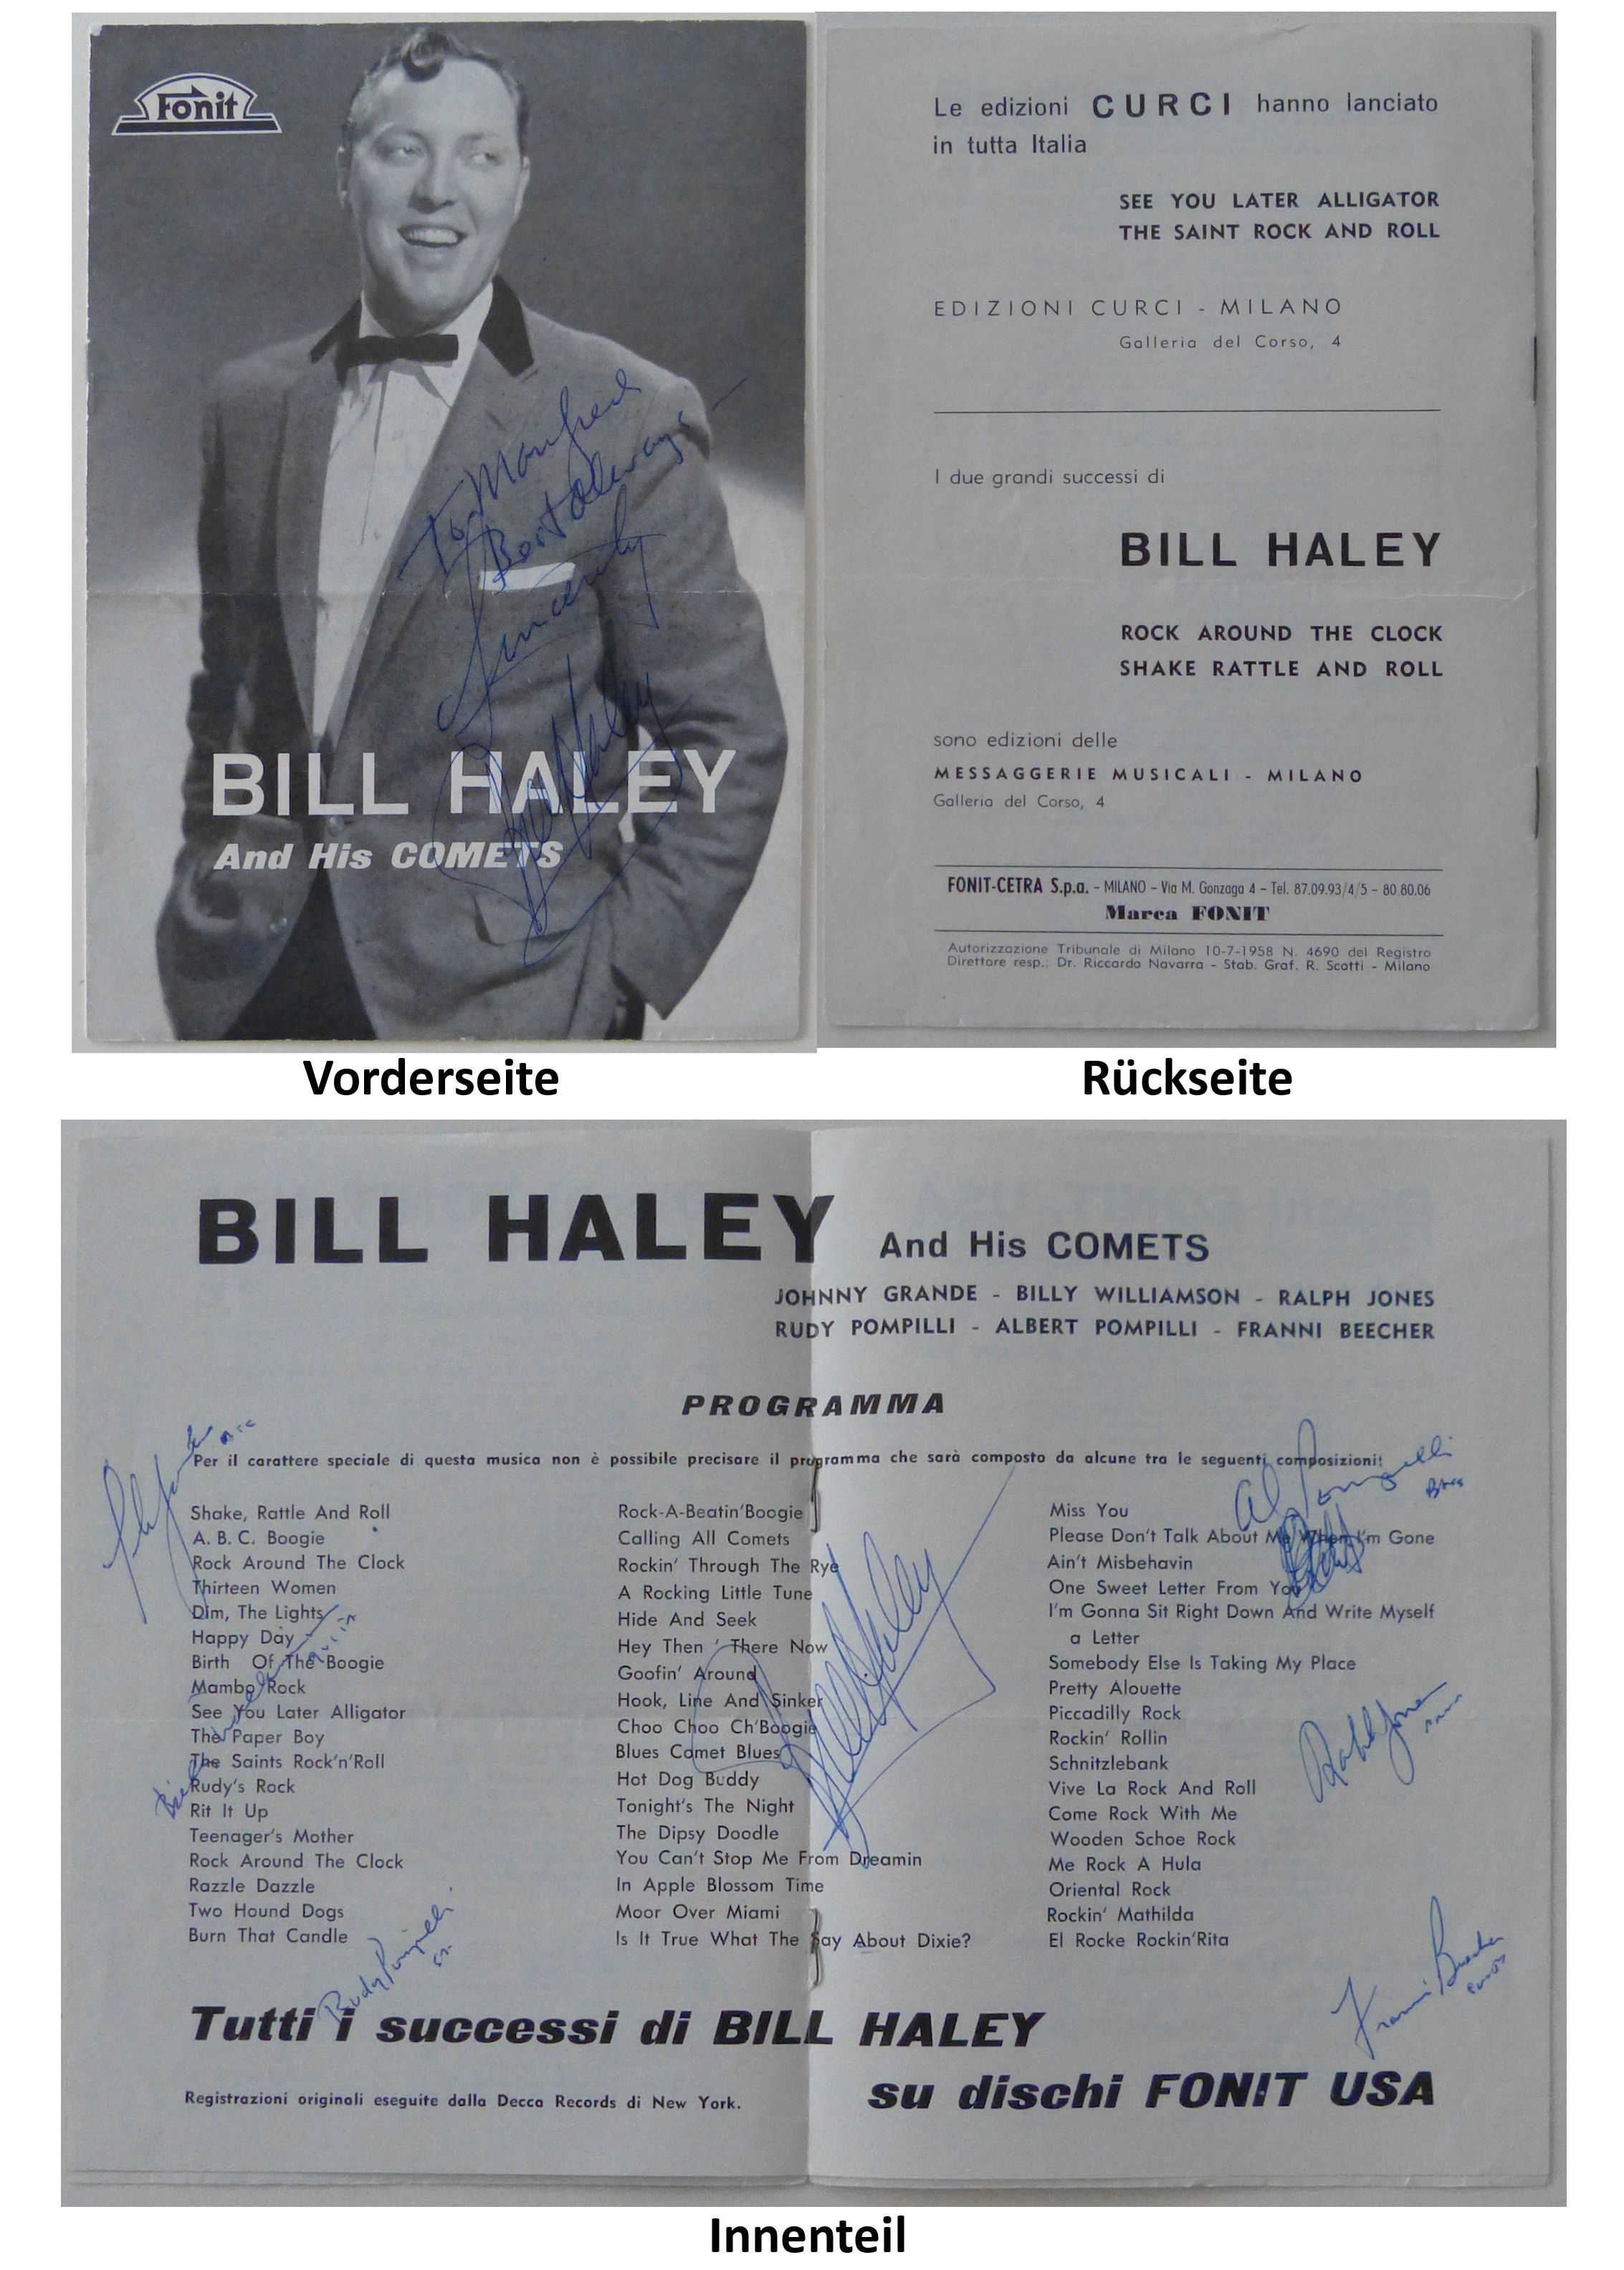 Fonit
To Manfred
Best Always
Sincerely
Bill Haley
BILL HALEY
And His COMETS
Le edizioni CURCI hanno lanciato
in tutta Italia
SEE YOU LATER ALLIGATOR
THE SAINT ROCK AND ROLL
EDIZIONI CURCI - MILANO
Galleria del Corso, 4
I due grandi successi di
BILL HALEY
ROCK AROUND THE CLOCK
SHAKE RATTLE AND ROLL
sono edizioni delle
MESSAGGERIE MUSICALI - MILANO
Galleria del Corso, 4
FONIT-CETRA S.p.a. - MILANO - Via M. Gonzaga 4 - Tel. 87.09.93/4/5 - 80.80.06
Marca FONIT
Autorizzazione Tribunale di Milano 10-7-1958 N. 4690 del Registro
Direttore resp.: Dr. Riccardo Navarra - Stab. Graf. R. Scotti - Milano
Vorderseite
Rückseite
BILL HALEY And His COMETS
JOHNNY GRANDE - BILLY WILLIAMSON - RALPH JONES
RUDY POMPILLI - ALBERT POMPILLI - FRANNI BEECHER
PROGRAMMA
Per il carattere speciale di questa musica non è possibile precisare il programma che sarà composto da alcune tra le seguenti composizioni:
Shake, Rattle And Roll
A. B. C. Boogie
Rock Around The Clock
Thirteen Women
Dim, The Lights
Happy Day
Birth Of The Boogie
Mambo Rock
See You Later Alligator
The Paper Boy
The Saints Rock'n'Roll
Rudy's Rock
Rit It Up
Teenager's Mother
Rock Around The Clock
Razzle Dazzle
Two Hound Dogs
Burn That Candle
Rudy Pompilli
Rock-A-Beatin'Boogie
Calling All Comets
Rockin' Through The Rye
A Rocking Little Tune
Hide And Seek
Hey Then ' There Now
Goofin' Around
Hook, Line And Sinker
Choo Choo Ch'Boogie
Blues Comet Blues
Hot Dog Buddy
Tonight's The Night
The Dipsy Doodle
You Can't Stop Me From Dreamin
In Apple Blossom Time
Moor Over Miami
Is It True What The Say About Dixie?
Bill Haley
Al Pompilli
Bass
Miss You
Please Don't Talk About Me When I'm Gone
Ain't Misbehavin
One Sweet Letter From You
I'm Gonna Sit Right Down And Write Myself
a Letter
Somebody Else Is Taking My Place
Pretty Alouette
Piccadilly Rock
Rockin' Rollin
Schnitzlebank
Vive La Rock And Roll
Come Rock With Me
Wooden Schoe Rock
Me Rock A Hula
Oriental Rock
Rockin' Mathilda
El Rocke Rockin'Rita
Ralph Jones
Franni Beecher
Tutti i successi di BILL HALEY
su dischi FONIT USA
Registrazioni originali eseguite dalla Decca Records di New York.
Innenteil